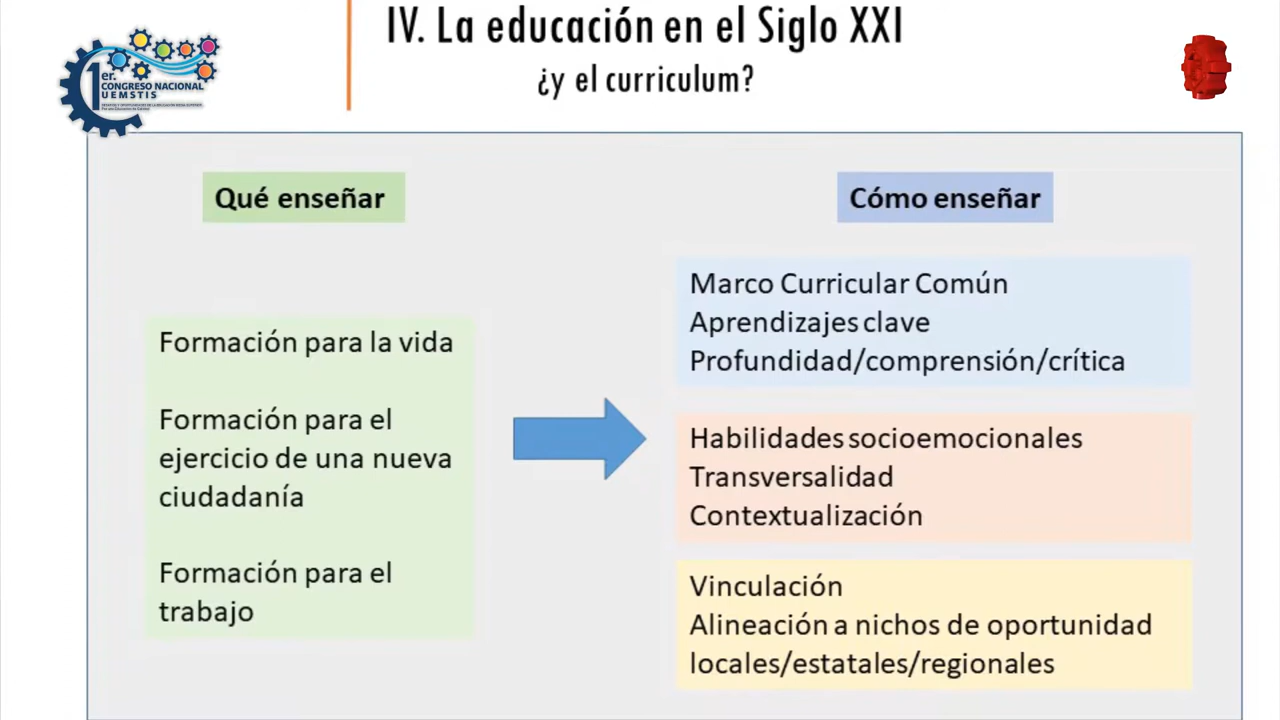 IV. La educación en el Siglo XXI
¿y el curriculum?
1er.
CONGRESO NACIONAL
UEMSTIS
Qué enseñar
Formación para la vida
Formación para el
ejercicio de una nueva
ciudadanía
Formación para el
trabajo
Cómo enseñar
Marco Curricular Común
Aprendizajes clave
Profundidad/comprensión/crítica
Habilidades socioemocionales
Transversalidad
Contextualización
Vinculación
Alineación a nichos de oportunidad
locales/estatales/regionales